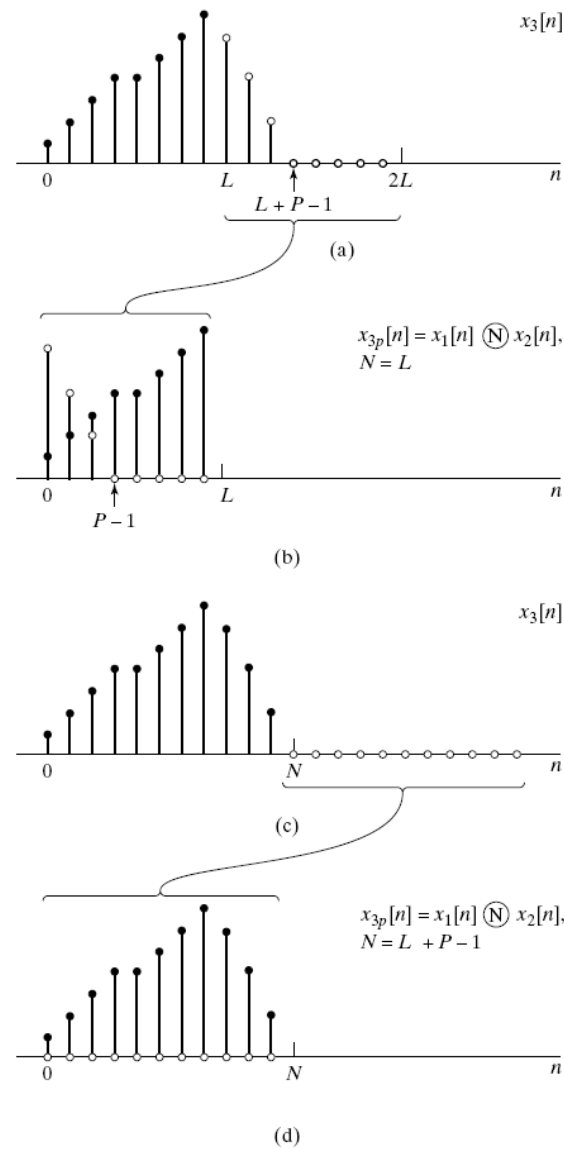 x₃[n]
0 L 2L n
L + P − 1
(a)
x₃ₚ[n] = x₁[n] Ⓝ x₂[n],
N = L
0 L n
P − 1
(b)
x₃[n]
0 N n
(c)
x₃ₚ[n] = x₁[n] Ⓝ x₂[n],
N = L + P − 1
0 N n
(d)